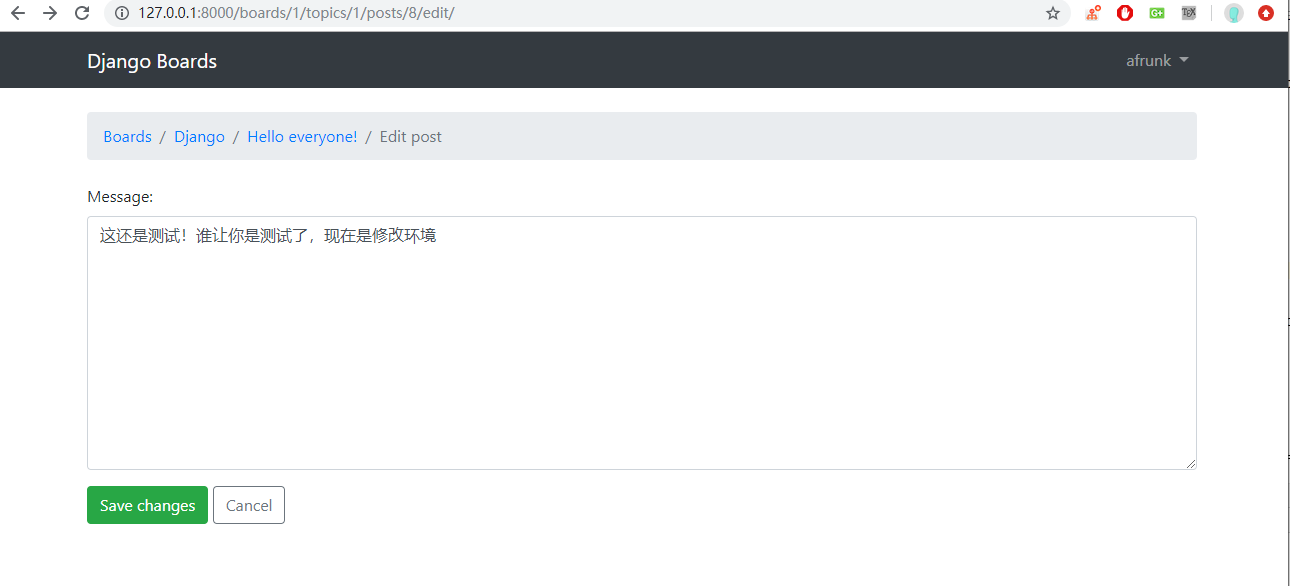 127.0.0.1:8000/boards/1/topics/1/posts/8/edit/
G+
TEX
Django Boards afrunk
Boards / Django / Hello everyone! / Edit post
Message:
这还是测试！谁让你是测试了，现在是修改环境
Save changes Cancel